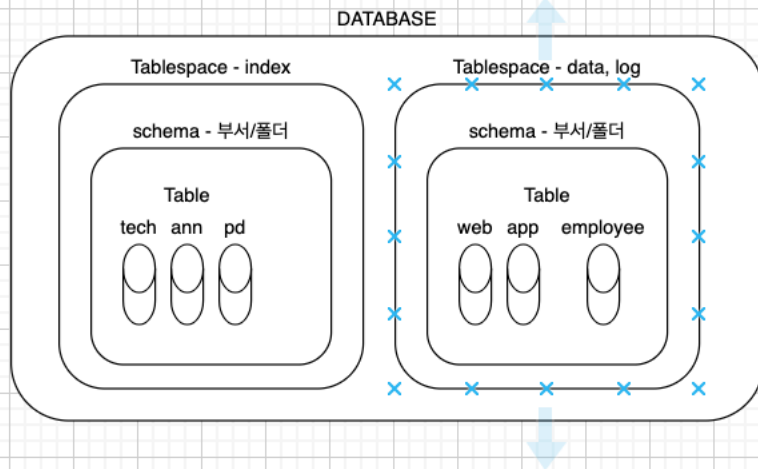 DATABASE
Tablespace - index
Tablespace - data, log
schema - 부서/폴더
schema - 부서/폴더
Table
Table
tech ann pd
web app employee